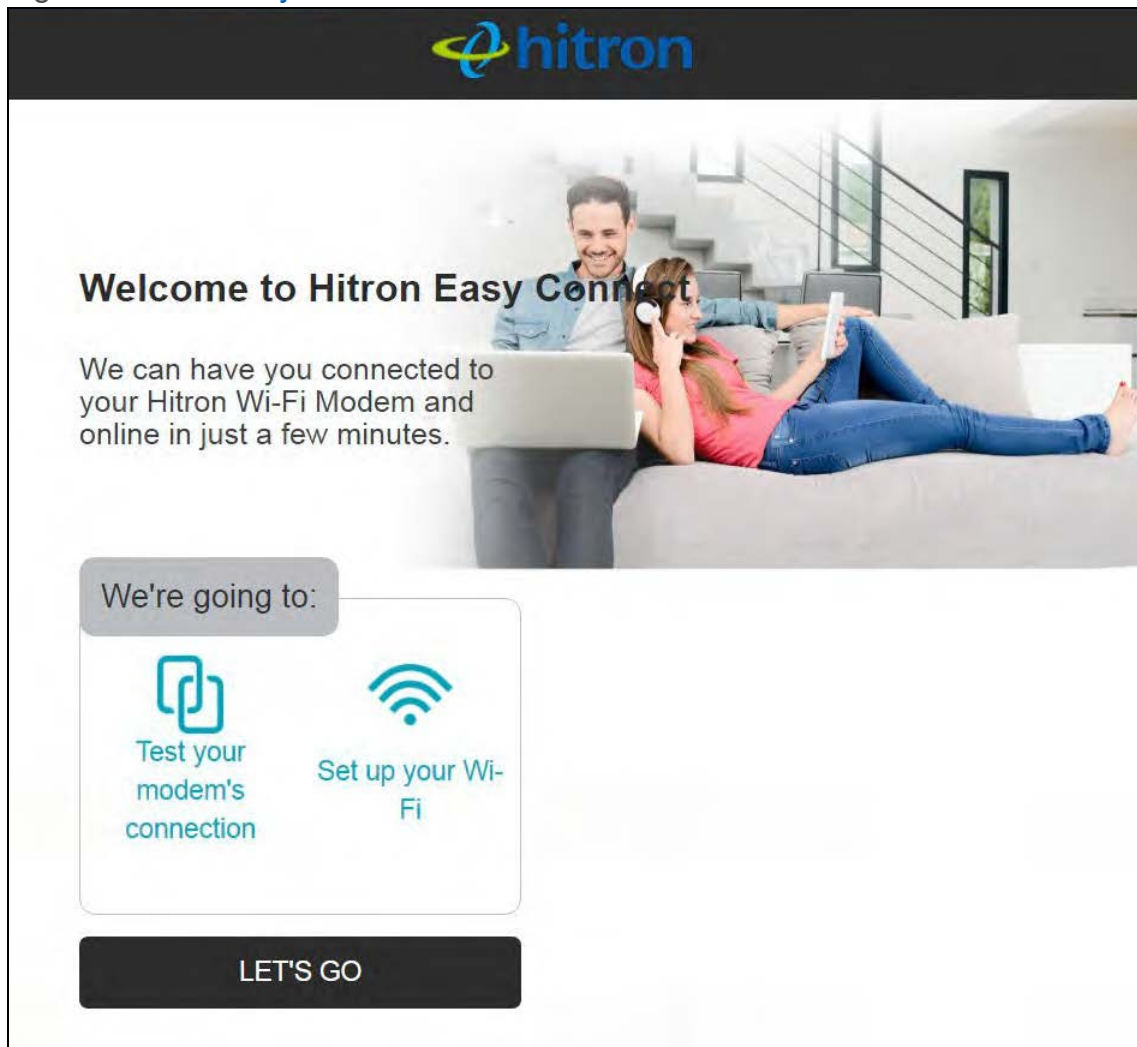 hitron
Welcome to Hitron Easy Connect
We can have you connected to
your Hitron Wi-Fi Modem and
online in just a few minutes.
We're going to:
Test your
modem's
connection
Set up your Wi-
Fi
LET'S GO